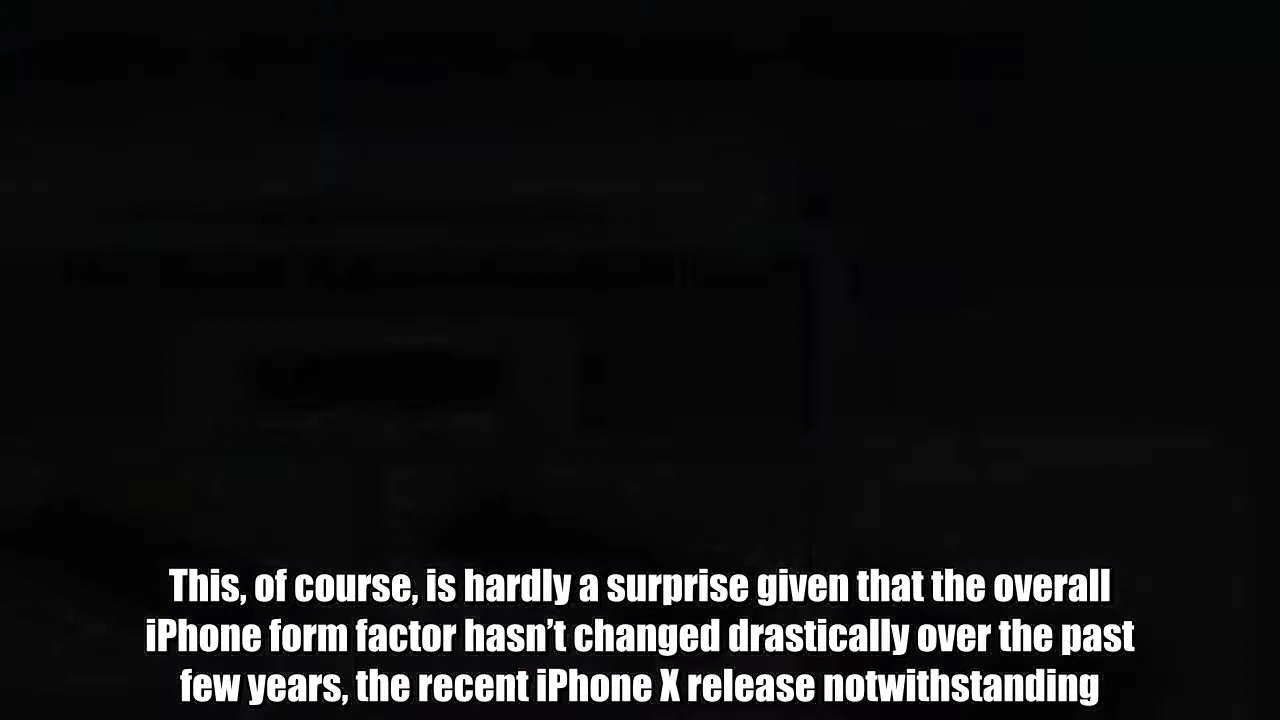 This, of course, is hardly a surprise given that the overall
iPhone form factor hasn’t changed drastically over the past
few years, the recent iPhone X release notwithstanding